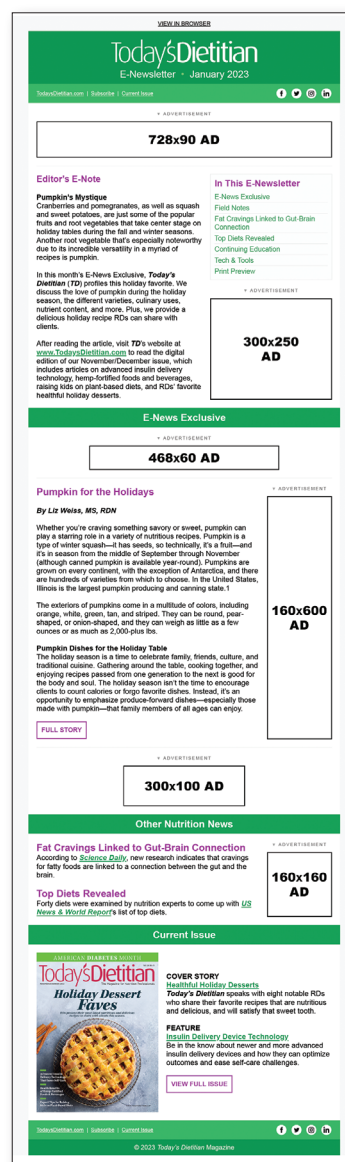 VIEW IN BROWSER
Today'sDietitian
E-Newsletter • January 2023
TodaysDietitian.com | Subscribe | Current Issue
+ ADVERTISEMENT
728x90 AD
Editor's E-Note
Pumpkin's Mystique
Cranberries and pomegranates, as well as squash
and sweet potatoes, are just some of the popular
fruits and root vegetables that take center stage on
holiday tables during the fall and winter seasons.
Another root vegetable that's especially noteworthy
due to its incredible versatility in a myriad of
recipes is pumpkin.
In this month's E-News Exclusive, Today's
Dietitian (TD) profiles this holiday favorite. We
discuss the love of pumpkin during the holiday
season, the different varieties, culinary uses,
nutrient content, and more. Plus, we provide a
delicious holiday recipe RDs can share with
clients.
After reading the article, visit TD's website at
www.TodaysDietitian.com to read the digital
edition of our November/December issue, which
includes articles on advanced insulin delivery
technology, hemp-fortified foods and beverages,
raising kids on plant-based diets, and RDs' favorite
healthful holiday desserts.
In This E-Newsletter
E-News Exclusive
Field Notes
Fat Cravings Linked to Gut-Brain
Connection
Top Diets Revealed
Continuing Education
Tech & Tools
Print Preview
+ ADVERTISEMENT
300x250
AD
E-News Exclusive
+ ADVERTISEMENT
468x60 AD
Pumpkin for the Holidays
By Liz Weiss, MS, RDN
Whether you're craving something savory or sweet, pumpkin can
play a starring role in a variety of nutritious recipes. Pumpkin is a
type of winter squash—it has seeds, so technically, it's a fruit—and
it's in season from the middle of September through November
(although canned pumpkin is available year-round). Pumpkins are
grown on every continent, with the exception of Antarctica, and there
are hundreds of varieties from which to choose. In the United States,
Illinois is the largest pumpkin producing and canning state.1
The exteriors of pumpkins come in a multitude of colors, including
orange, white, green, tan, and striped. They can be round, pear-
shaped, or onion-shaped, and they can weigh as little as a few
ounces or as much as 2,000-plus lbs.
Pumpkin Dishes for the Holiday Table
The holiday season is a time to celebrate family, friends, culture, and
traditional cuisine. Gathering around the table, cooking together, and
enjoying recipes passed from one generation to the next is good for
the body and soul. The holiday season isn't the time to encourage
clients to count calories or forgo favorite dishes. Instead, it's an
opportunity to emphasize produce-forward dishes—especially those
made with pumpkin—that family members of all ages can enjoy.
FULL STORY
+ ADVERTISEMENT
160x600
AD
+ ADVERTISEMENT
300x100 AD
Other Nutrition News
Fat Cravings Linked to Gut-Brain Connection
According to Science Daily, new research indicates that cravings
for fatty foods are linked to a connection between the gut and the
brain.
Top Diets Revealed
Forty diets were examined by nutrition experts to come up with US
News & World Report's list of top diets.
+ ADVERTISEMENT
160x160
AD
Current Issue
AMERICAN DIABETES MONTH
Today'sDietitian
Holiday Dessert
Faves
COVER STORY
Healthful Holiday Desserts
Today's Dietitian speaks with eight notable RDs
who share their favorite recipes that are nutritious
and delicious, and will satisfy that sweet tooth.
FEATURE
Insulin Delivery Device Technology
Be in the know about newer and more advanced
insulin delivery devices and how they can optimize
outcomes and ease self-care challenges.
VIEW FULL ISSUE
TodaysDietitian.com | Subscribe | Current Issue
© 2023 Today's Dietitian Magazine